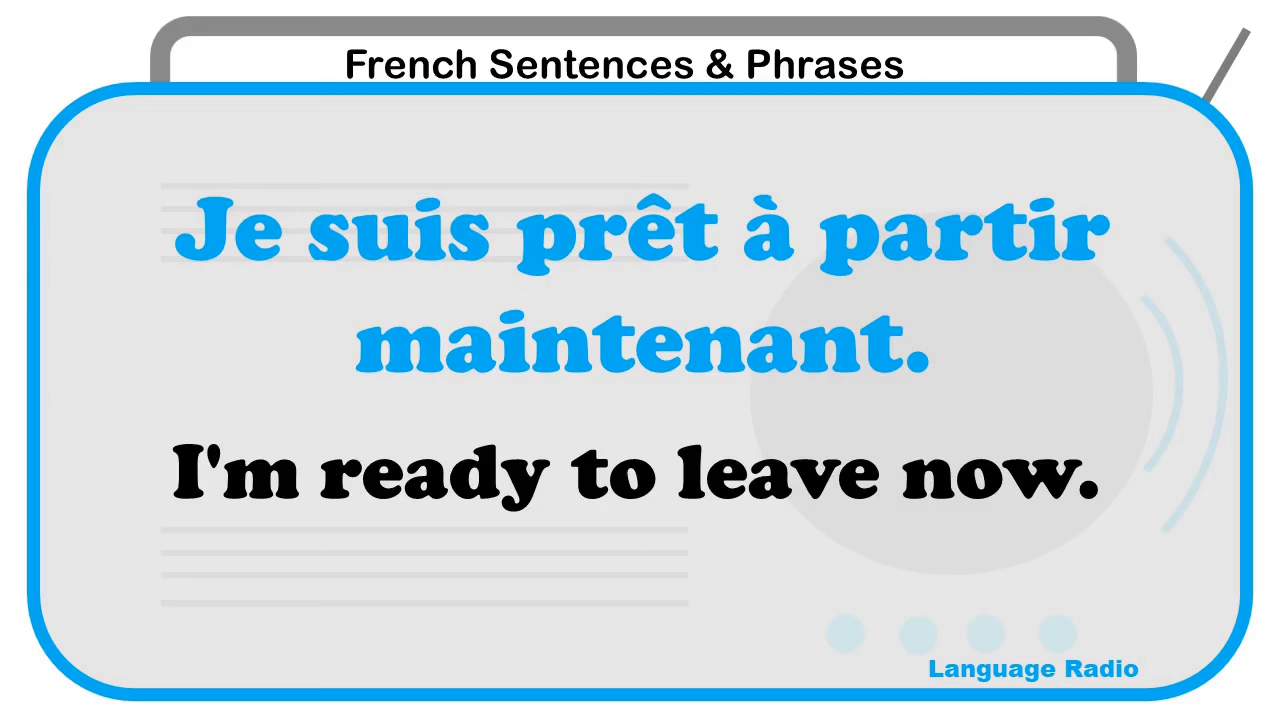 French Sentences & Phrases
Je suis prêt à partir
maintenant.
I'm ready to leave now.
Language Radio